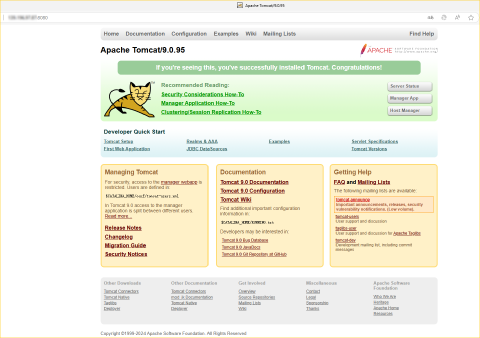 Apache Tomcat/9.0.95
Home Documentation Configuration Examples Wiki Mailing Lists Find Help
Apache Tomcat/9.0.95
APACHE
If you're seeing this, you've successfully installed Tomcat. Congratulations!
Recommended Reading:
Security Considerations How-To
Manager Application How-To
Clustering/Session Replication How-To
Server Status
Manager App
Host Manager
Developer Quick Start
Tomcat Setup Realms & AAA Examples Servlet Specifications
First Web Application JDBC DataSources Tomcat Versions
Managing Tomcat
For security, access to the manager webapp is
restricted. Users are defined in:
$CATALINA_HOME/conf/tomcat-users.xml
In Tomcat 9.0 access to the manager
application is split between different users.
Read more...
Release Notes
Changelog
Migration Guide
Security Notices
Documentation
Tomcat 9.0 Documentation
Tomcat 9.0 Configuration
Tomcat Wiki
Find additional important configuration
information in:
$CATALINA_HOME/RUNNING.txt
Developers may be interested in:
Tomcat 9.0 Bug Database
Tomcat 9.0 JavaDocs
Tomcat 9.0 Git Repository at GitHub
Getting Help
FAQ and Mailing Lists
The following mailing lists are available:
tomcat-announce
Important announcements, releases, security
vulnerability notifications. (Low volume).
tomcat-users
User support and discussion
taglibs-user
User support and discussion for Apache Taglibs
tomcat-dev
Development mailing list, including commit
messages
Other Downloads
Tomcat Connectors
Tomcat Native
Taglibs
Deployer
Other Documentation
Tomcat Connectors
mod_jk Documentation
Tomcat Native
Deployer
Get Involved
Overview
Source Repositories
Mailing Lists
Wiki
Miscellaneous
Contact
Legal
Sponsorship
Thanks
Apache Software
Foundation
Who We Are
Heritage
Apache Home
Resources
Copyright ©1999-2024 Apache Software Foundation. All Rights Reserved